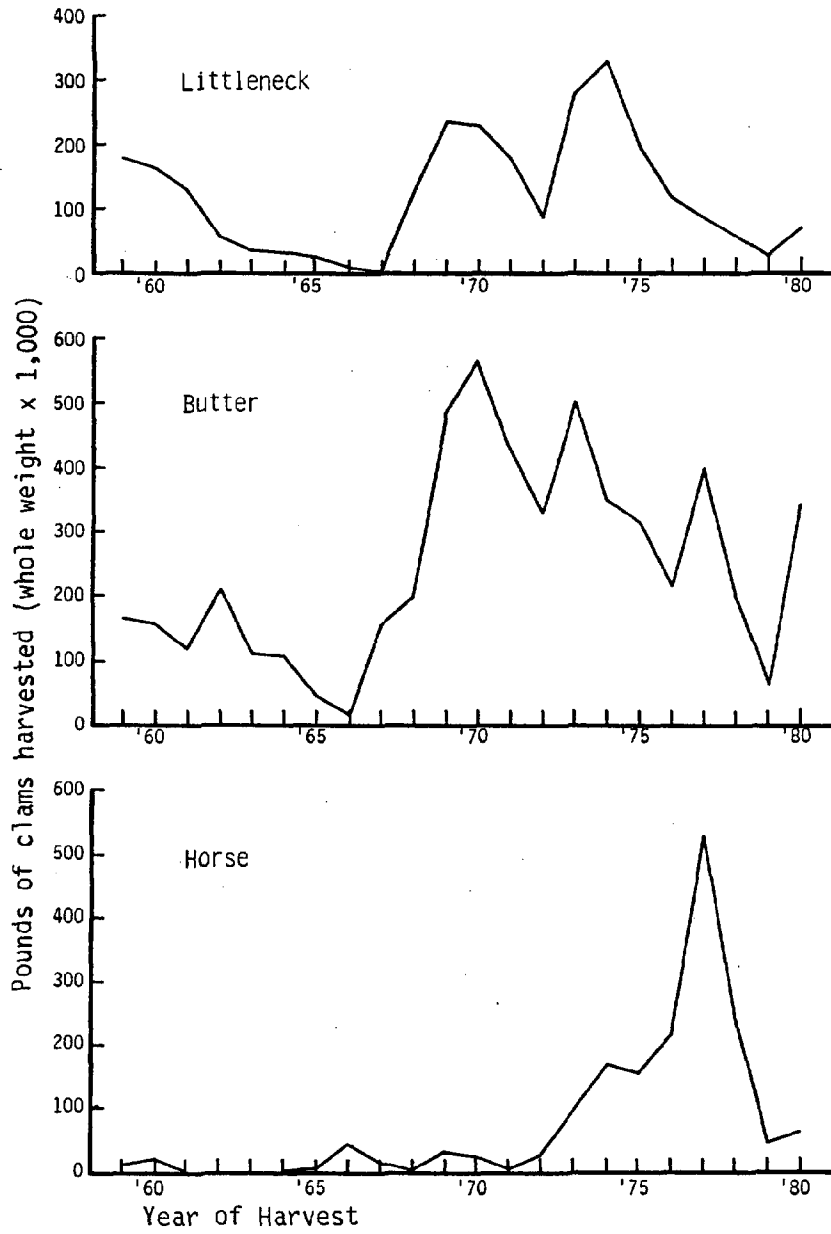 Pounds of clams harvested (whole weight x 1,000)
Littleneck
400
300
200
100
0
'60 '65 '70 '75 '80
Butter
600
500
400
300
200
100
0
'60 '65 '70 '75 '80
Horse
600
500
400
300
200
100
0
'60 '65 '70 '75 '80
Year of Harvest